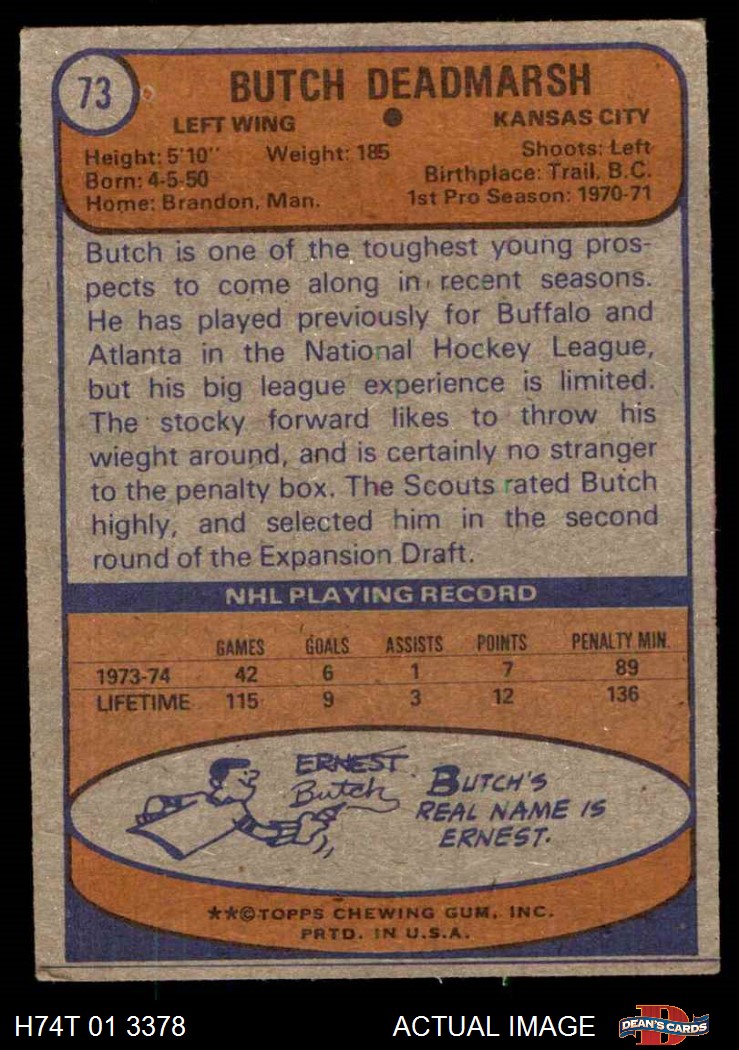 73
BUTCH DEADMARSH
LEFT WING ● KANSAS CITY
Height: 5'10" Weight: 185 Shoots: Left
Born: 4-5-50 Birthplace: Trail, B.C.
Home: Brandon, Man. 1st Pro Season: 1970-71
Butch is one of the toughest young pros-
pects to come along in recent seasons.
He has played previously for Buffalo and
Atlanta in the National Hockey League,
but his big league experience is limited.
The stocky forward likes to throw his
wieght around, and is certainly no stranger
to the penalty box. The Scouts rated Butch
highly, and selected him in the second
round of the Expansion Draft.
NHL PLAYING RECORD
GAMES GOALS ASSISTS POINTS PENALTY MIN.
1973-74 42 6 1 7 89
LIFETIME 115 9 3 12 136
ERNEST
Butch
BUTCH'S
REAL NAME IS
ERNEST.
**©TOPPS CHEWING GUM, INC.
PRTD. IN U.S.A.
H74T 01 3378 ACTUAL IMAGE
D
DEAN'S CARDS